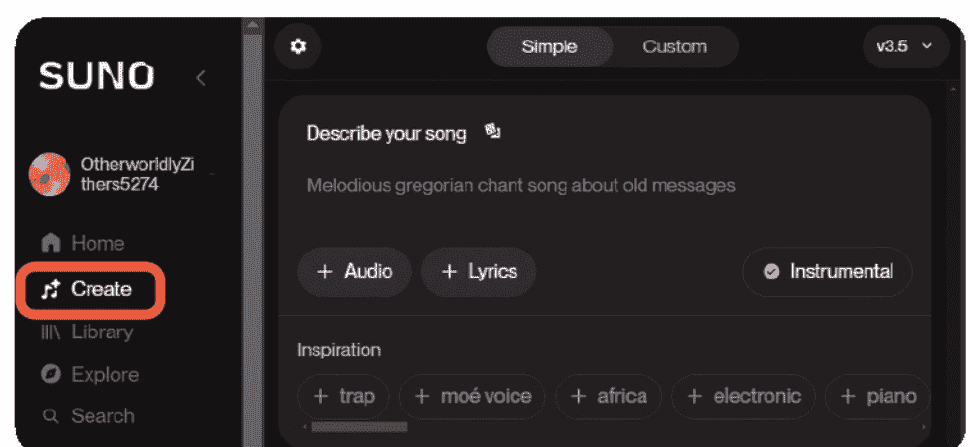 SUNO
OtherworldlyZi
thers5274
Home
Create
Library
Explore
Search
Simple
Custom
v3.5
Describe your song
Melodious gregorian chant song about old messages
+ Audio
+ Lyrics
Instrumental
Inspiration
+ trap
+ moé voice
+ africa
+ electronic
+ piano